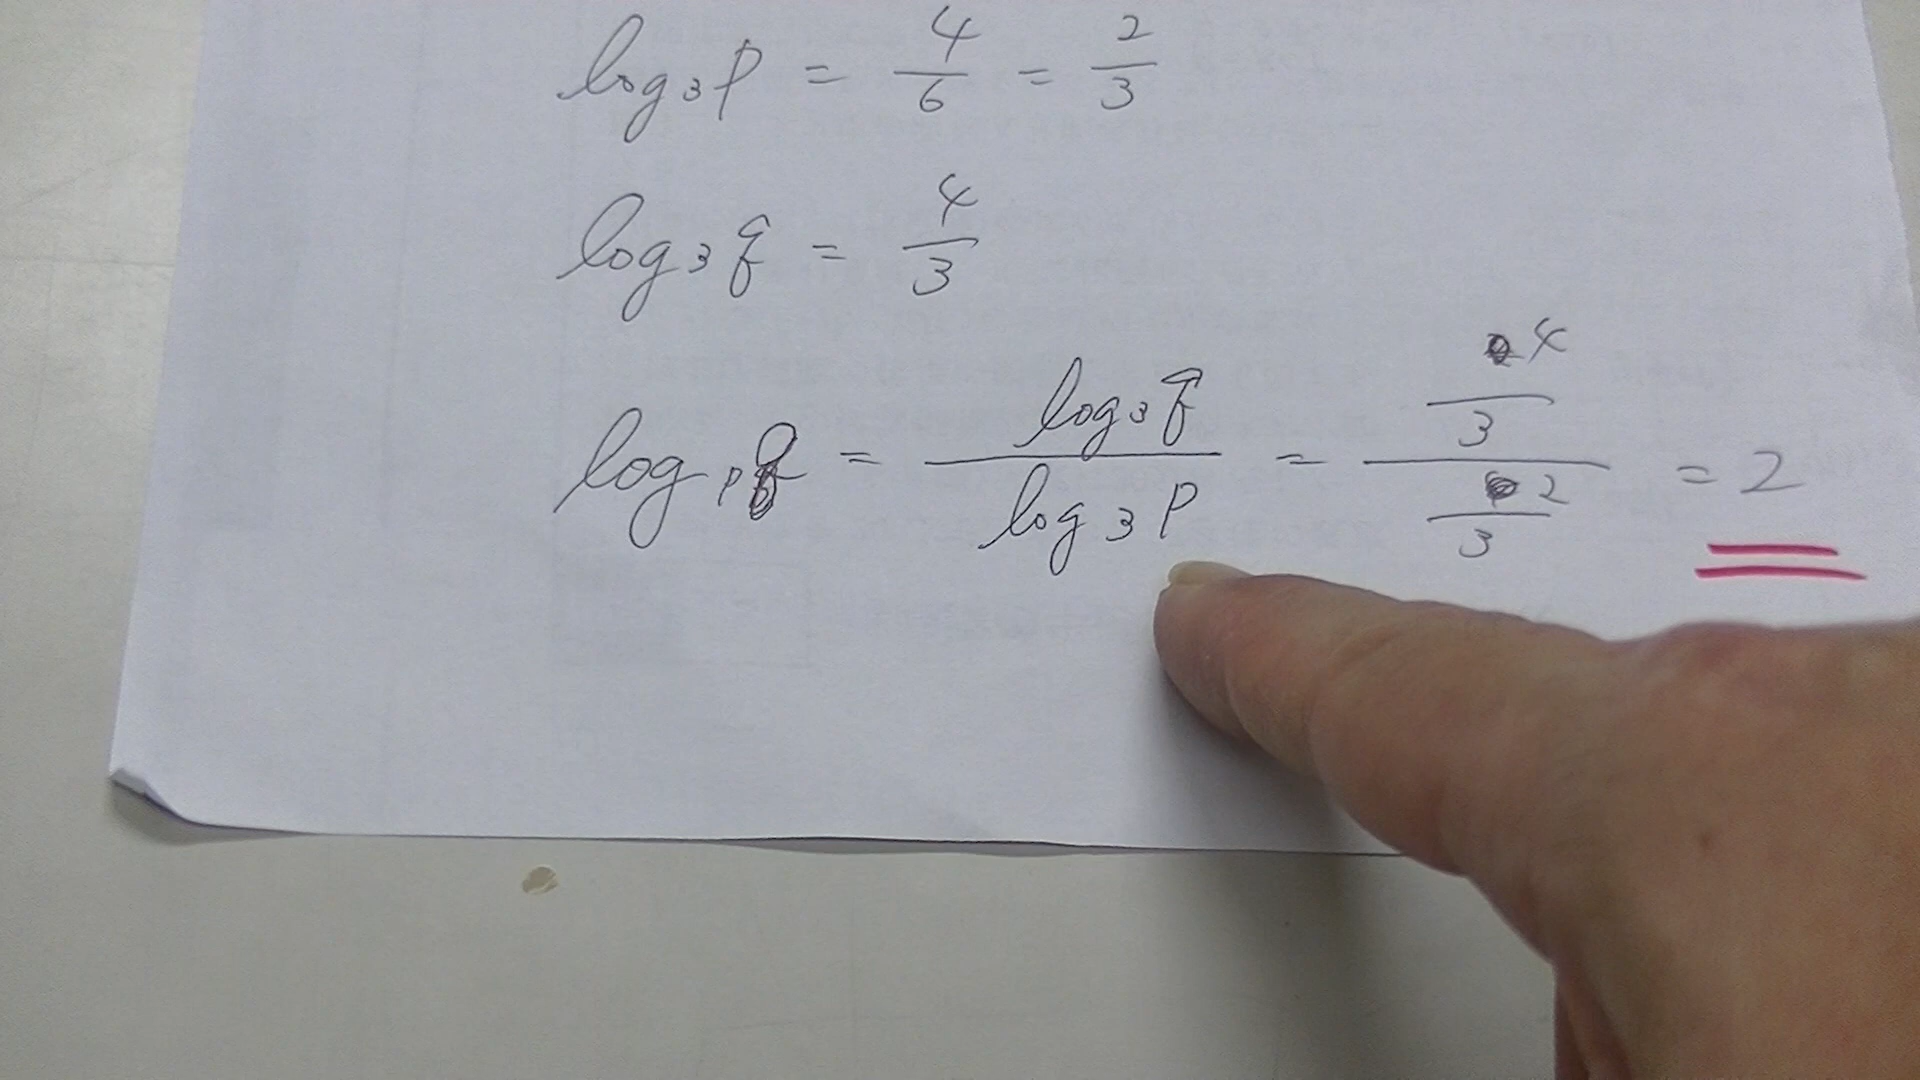 log₃p = 4/6 = 2/3
log₃q = 4/3
log_p q = (log₃q)/(log₃p) = (4/3)/(2/3) = 2